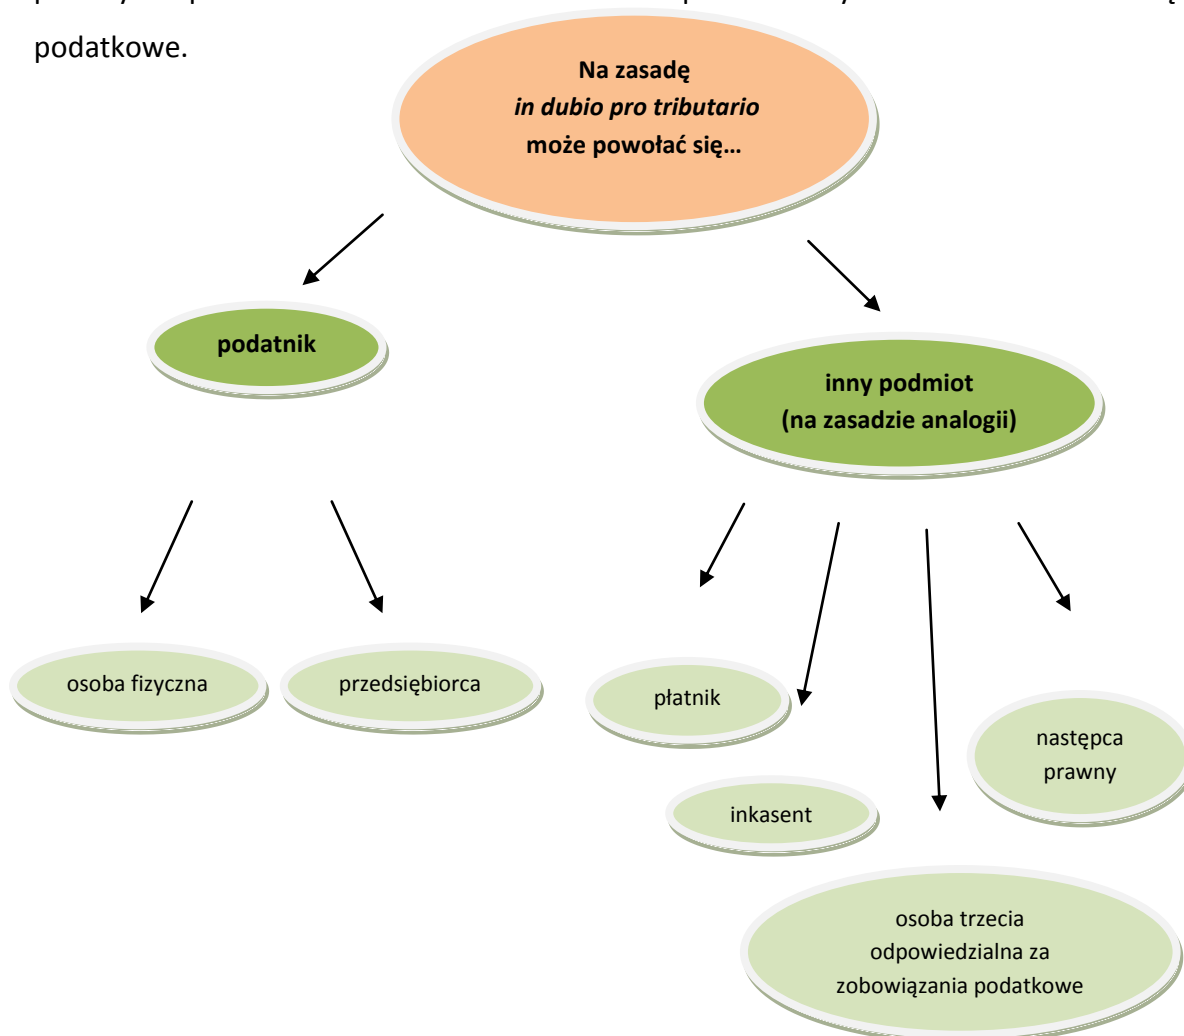 podatkowe.
Na zasadę
in dubio pro tributario
może powołać się…
podatnik
inny podmiot
(na zasadzie analogii)
osoba fizyczna
przedsiębiorca
płatnik
inkasent
następca
prawny
osoba trzecia
odpowiedzialna za
zobowiązania podatkowe